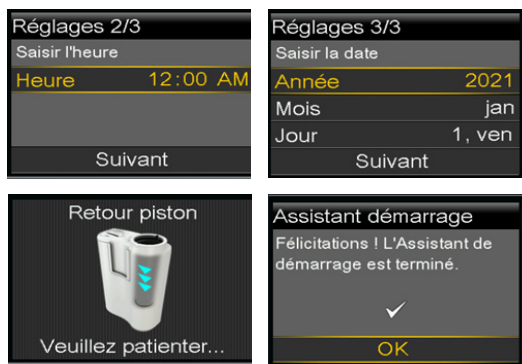 Réglages 2/3
Saisir l'heure
Heure 12:00 AM
Suivant
Réglages 3/3
Saisir la date
Année 2021
Mois jan
Jour 1, ven
Suivant
Retour piston
Veuillez patienter...
Assistant démarrage
Félicitations ! L'Assistant de
démarrage est terminé.
OK